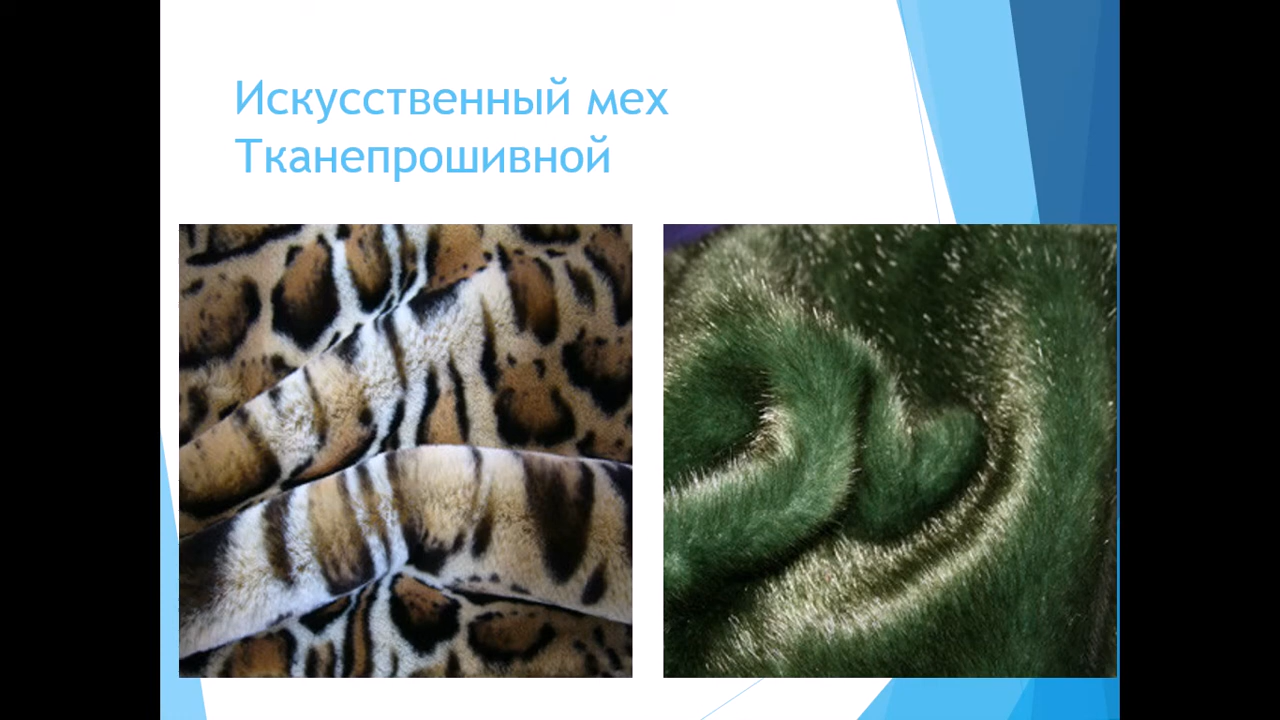 Искусственный мех
Тканепрошивной